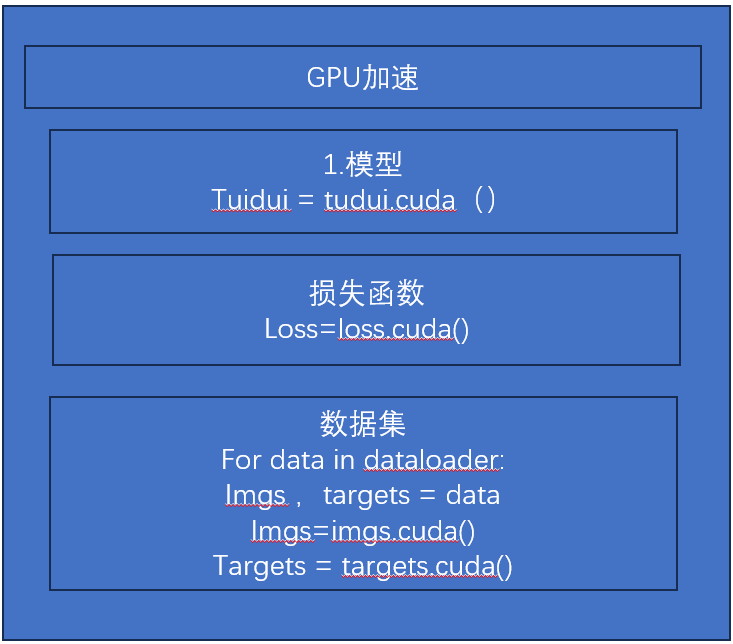 GPU加速
1.模型
Tuidui = tudui.cuda（）
损失函数
Loss=loss.cuda()
数据集
For data in dataloader:
Imgs ，targets = data
Imgs=imgs.cuda()
Targets = targets.cuda()